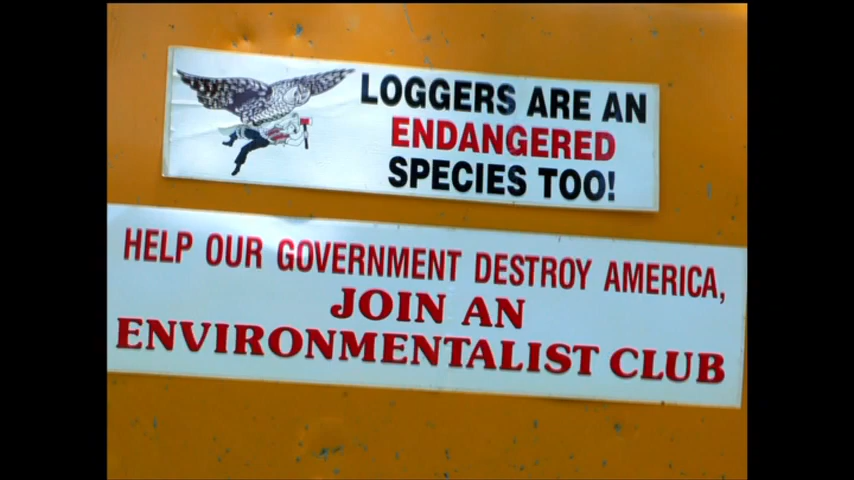 LOGGERS ARE AN
ENDANGERED
SPECIES TOO!
HELP OUR GOVERNMENT DESTROY AMERICA,
JOIN AN
ENVIRONMENTALIST CLUB